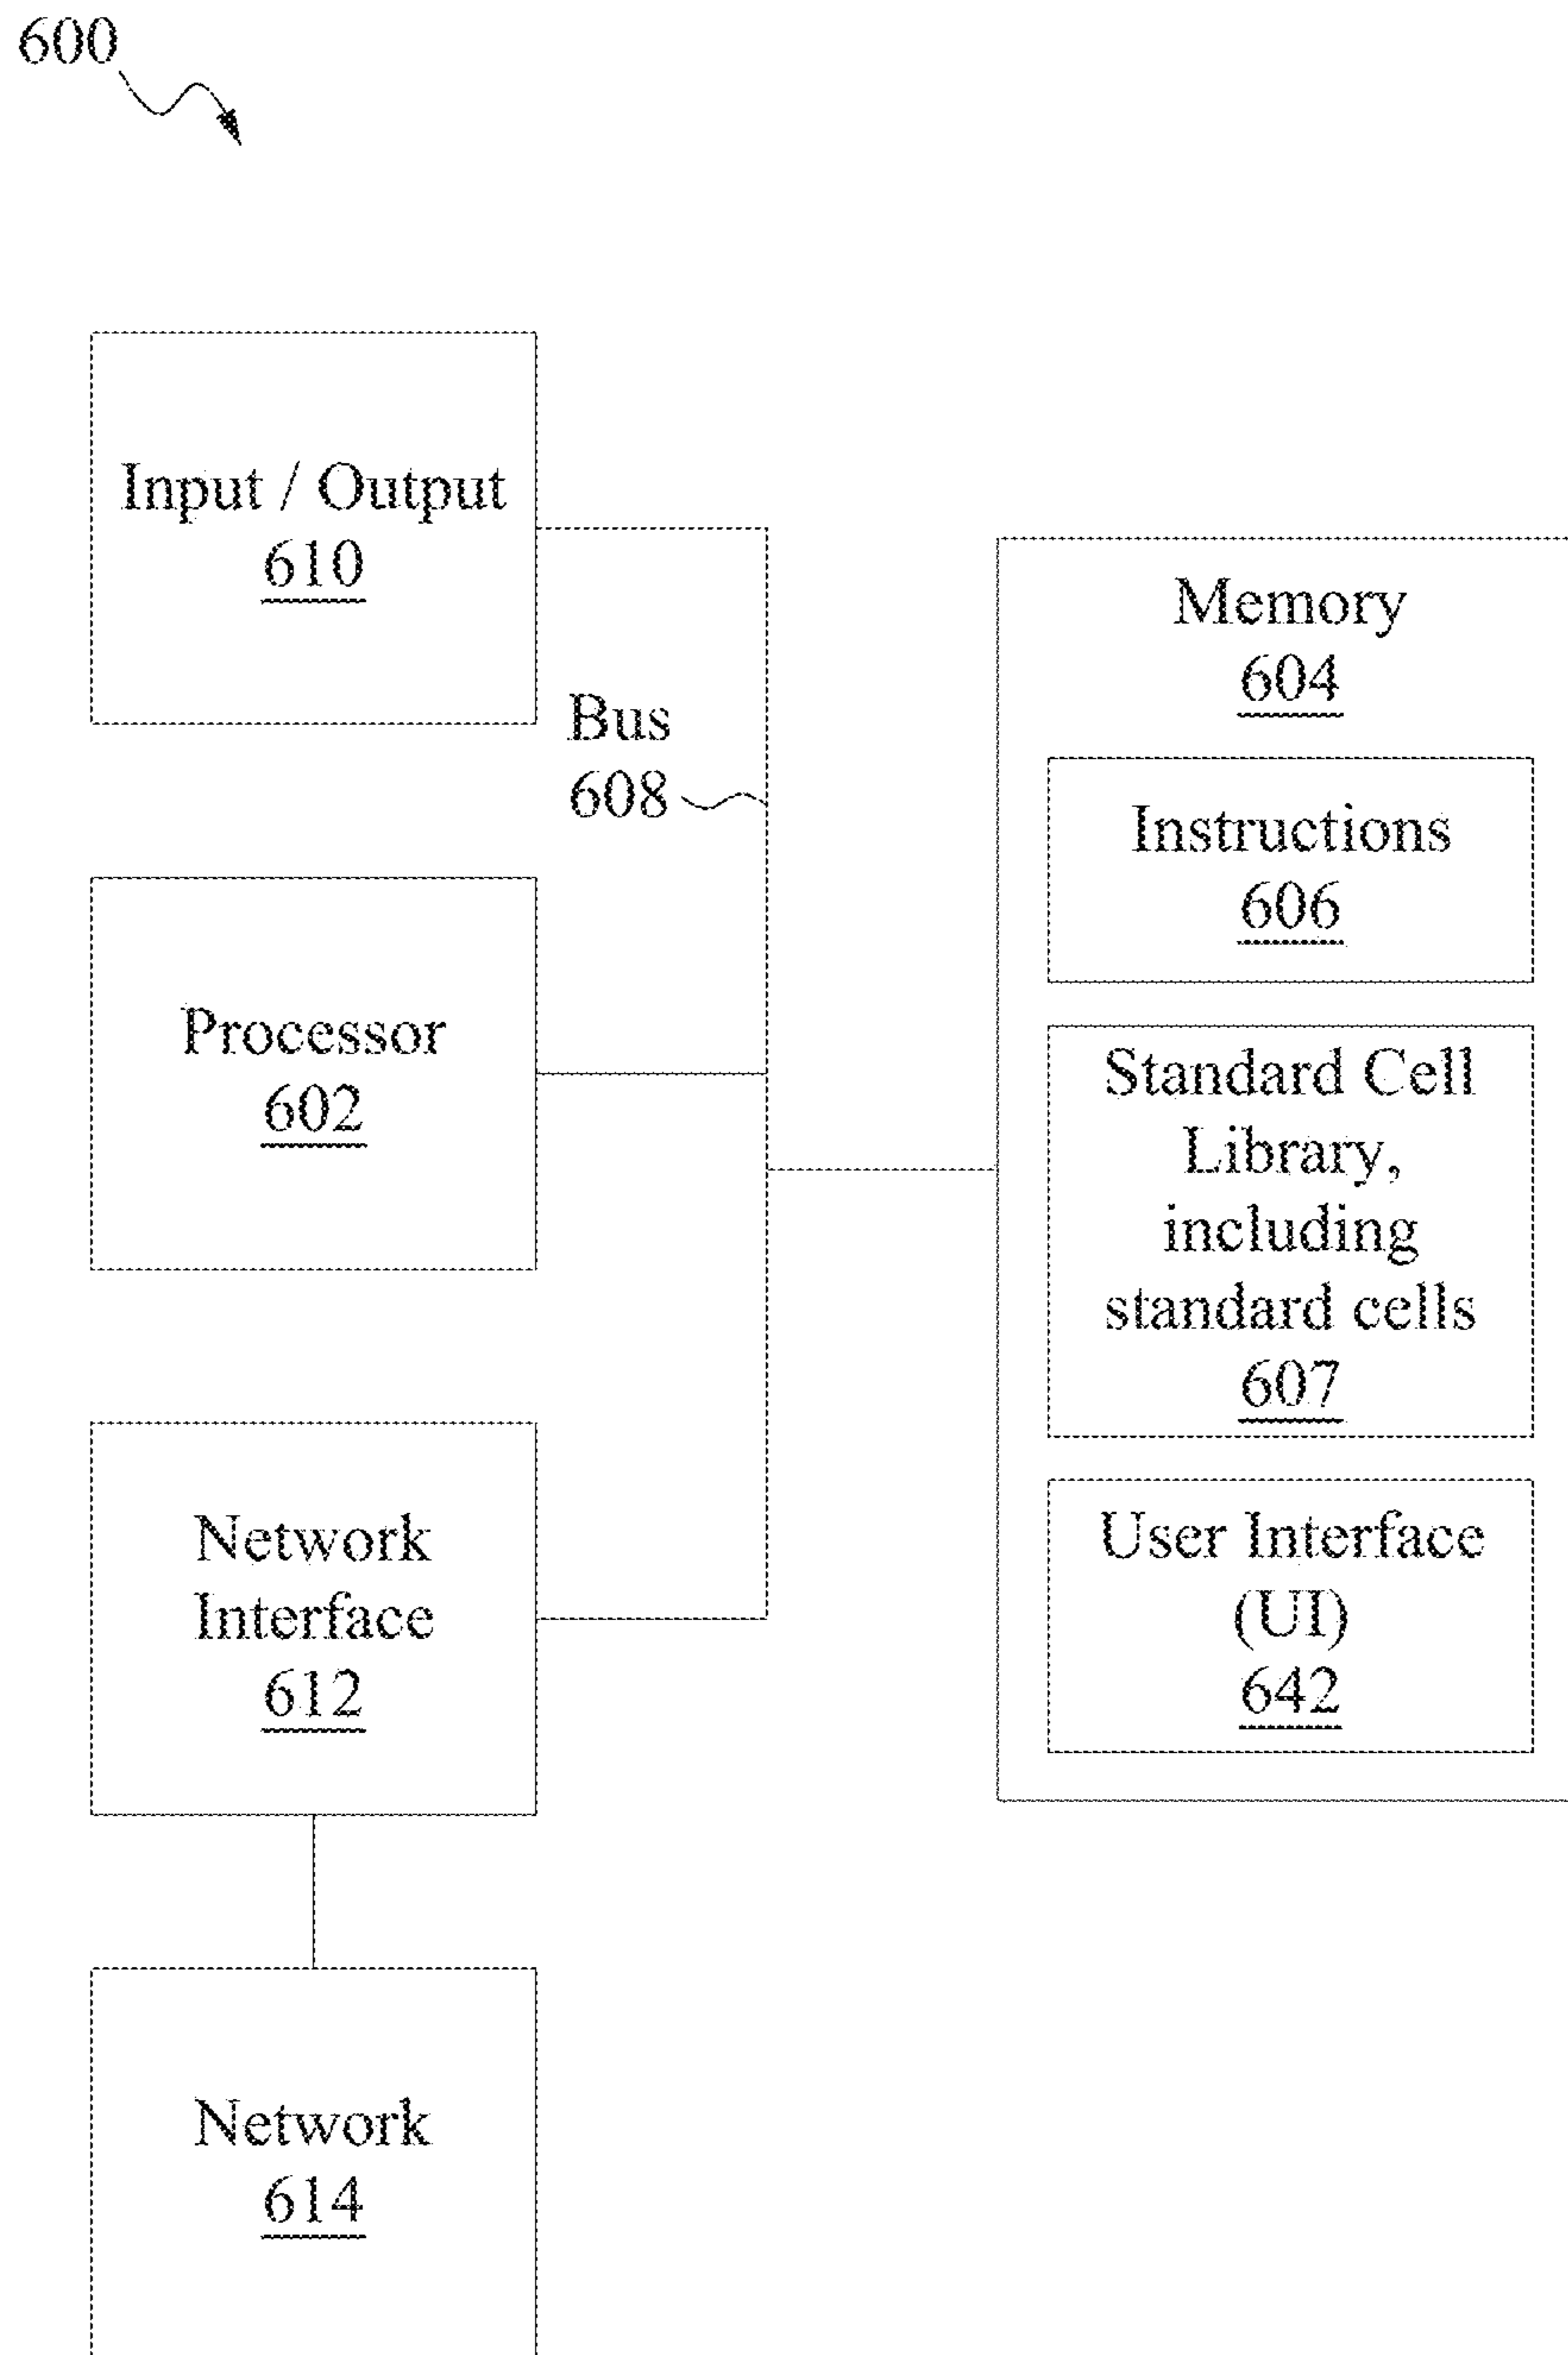 600
Input / Output
610
Bus
608
Processor
602
Network
Interface
612
Network
614
Memory
604
Instructions
606
Standard Cell
Library,
including
standard cells
607
User Interface
(UI)
642